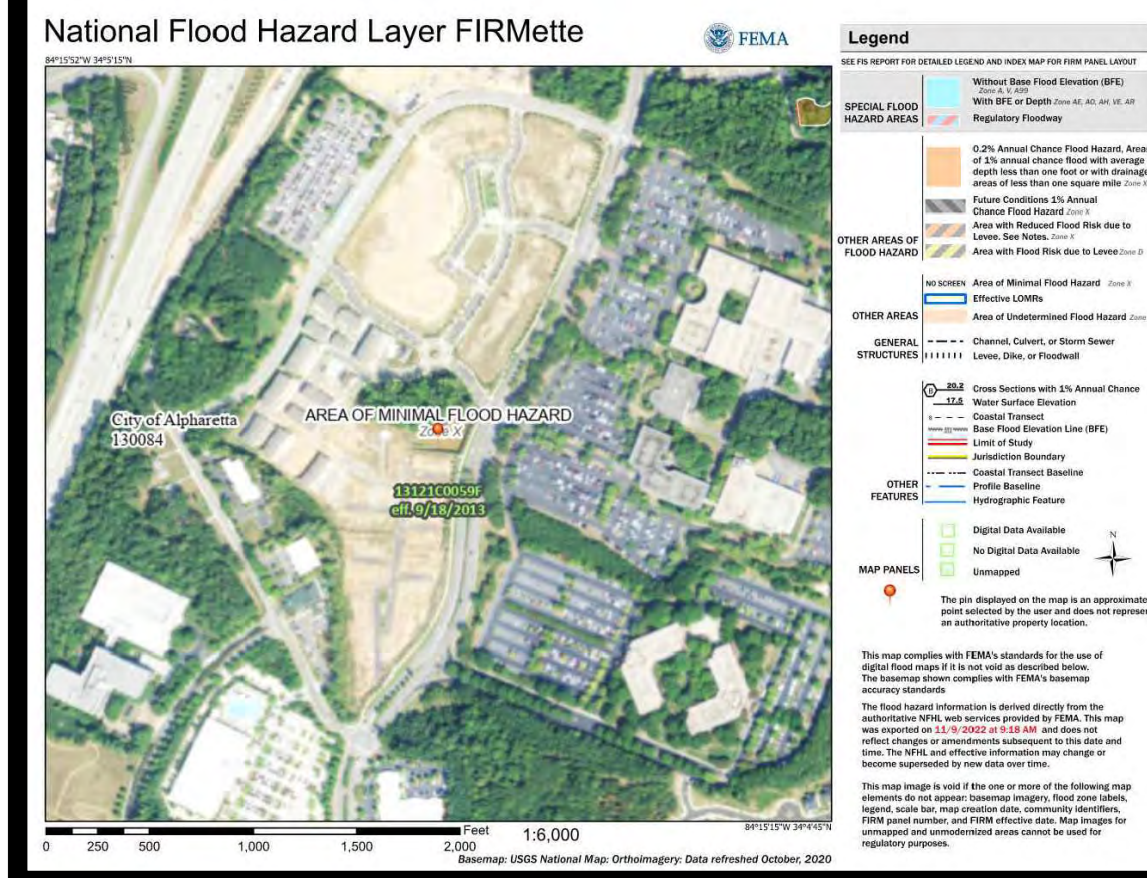 National Flood Hazard Layer FIRMette
FEMA
84°15'52"W 34°5'15"N
City of Alpharetta
130084
AREA OF MINIMAL FLOOD HAZARD
Zone X
13121C0059F
eff. 9/18/2013
84°15'15"W 34°4'45"N
0 250 500 1,000 1,500 2,000
Feet
1:6,000
Basemap: USGS National Map: Orthoimagery: Data refreshed October, 2020
Legend
SEE FIS REPORT FOR DETAILED LEGEND AND INDEX MAP FOR FIRM PANEL LAYOUT
SPECIAL FLOOD
HAZARD AREAS
Without Base Flood Elevation (BFE)
Zone A, V, A99
With BFE or Depth Zone AE, AO, AH, VE, AR
Regulatory Floodway
OTHER AREAS OF
FLOOD HAZARD
0.2% Annual Chance Flood Hazard, Areas
of 1% annual chance flood with average
depth less than one foot or with drainage
areas of less than one square mile Zone X
Future Conditions 1% Annual
Chance Flood Hazard Zone X
Area with Reduced Flood Risk due to
Levee. See Notes. Zone X
Area with Flood Risk due to Levee Zone D
OTHER AREAS
NO SCREEN Area of Minimal Flood Hazard Zone X
Effective LOMRs
Area of Undetermined Flood Hazard Zone
GENERAL
STRUCTURES
Channel, Culvert, or Storm Sewer
Levee, Dike, or Floodwall
OTHER
FEATURES
B 20.2 Cross Sections with 1% Annual Chance
17.5 Water Surface Elevation
8 Coastal Transect
Base Flood Elevation Line (BFE)
Limit of Study
Jurisdiction Boundary
Coastal Transect Baseline
Profile Baseline
Hydrographic Feature
MAP PANELS
Digital Data Available
No Digital Data Available
Unmapped
N
The pin displayed on the map is an approximate
point selected by the user and does not represent
an authoritative property location.
This map complies with FEMA's standards for the use of
digital flood maps if it is not void as described below.
The basemap shown complies with FEMA's basemap
accuracy standards
The flood hazard information is derived directly from the
authoritative NFHL web services provided by FEMA. This map
was exported on 11/9/2022 at 9:18 AM and does not
reflect changes or amendments subsequent to this date and
time. The NFHL and effective information may change or
become superseded by new data over time.
This map image is void if the one or more of the following map
elements do not appear: basemap imagery, flood zone labels,
legend, scale bar, map creation date, community identifiers,
FIRM panel number, and FIRM effective date. Map images for
unmapped and unmodernized areas cannot be used for
regulatory purposes.